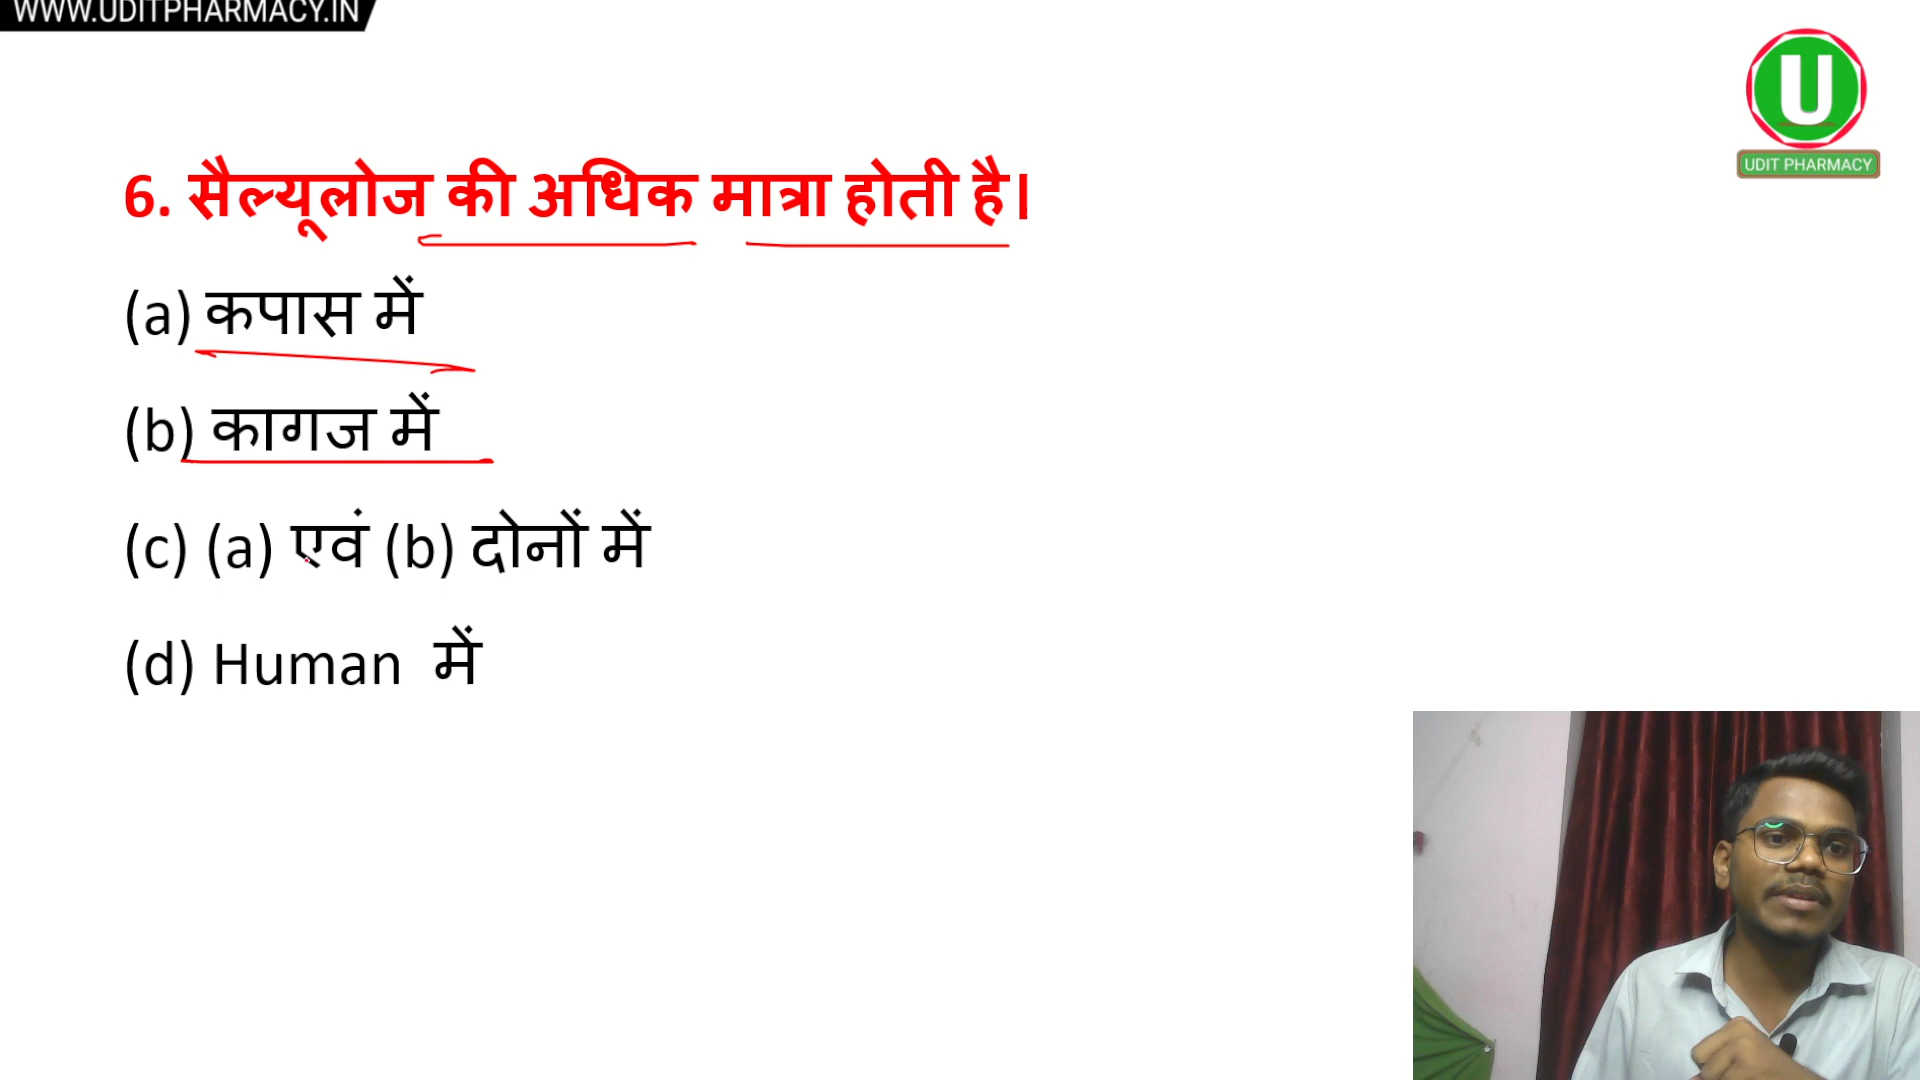 WWW.UDITPHARMACY.IN
U
UDIT PHARMACY
6. सैल्यूलोज की अधिक मात्रा होती है।
(a) कपास में
(b) कागज में
(c) (a) एवं (b) दोनों में
(d) Human में